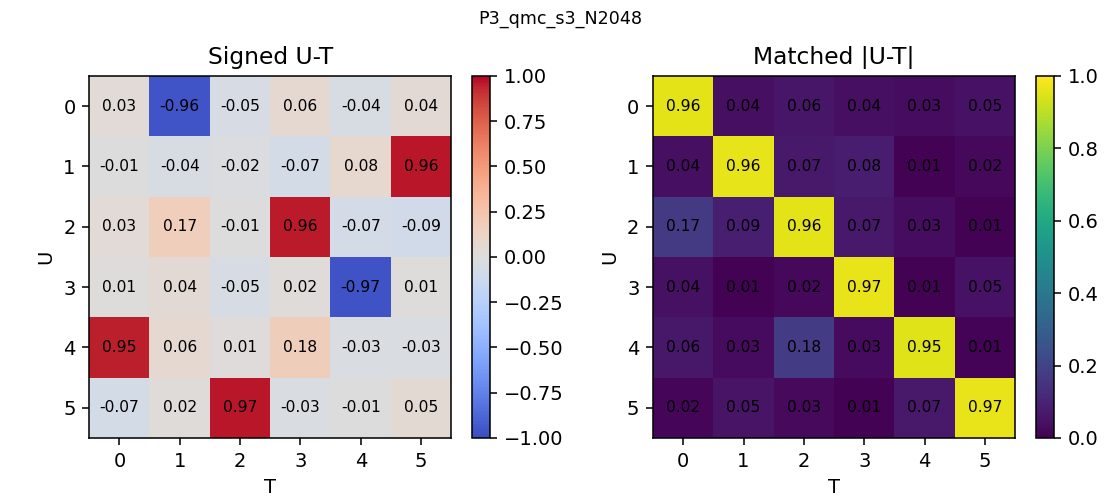 P3_qmc_s3_N2048
Signed U-T
0 0.03 -0.96 -0.05 0.06 -0.04 0.04
1 -0.01 -0.04 -0.02 -0.07 0.08 0.96
2 0.03 0.17 -0.01 0.96 -0.07 -0.09
3 0.01 0.04 -0.05 0.02 -0.97 0.01
4 0.95 0.06 0.01 0.18 -0.03 -0.03
5 -0.07 0.02 0.97 -0.03 -0.01 0.05
0 1 2 3 4 5
U
T
1.00
0.75
0.50
0.25
0.00
−0.25
−0.50
−0.75
−1.00
Matched |U-T|
0 0.96 0.04 0.06 0.04 0.03 0.05
1 0.04 0.96 0.07 0.08 0.01 0.02
2 0.17 0.09 0.96 0.07 0.03 0.01
3 0.04 0.01 0.02 0.97 0.01 0.05
4 0.06 0.03 0.18 0.03 0.95 0.01
5 0.02 0.05 0.03 0.01 0.07 0.97
0 1 2 3 4 5
U
T
1.0
0.8
0.6
0.4
0.2
0.0